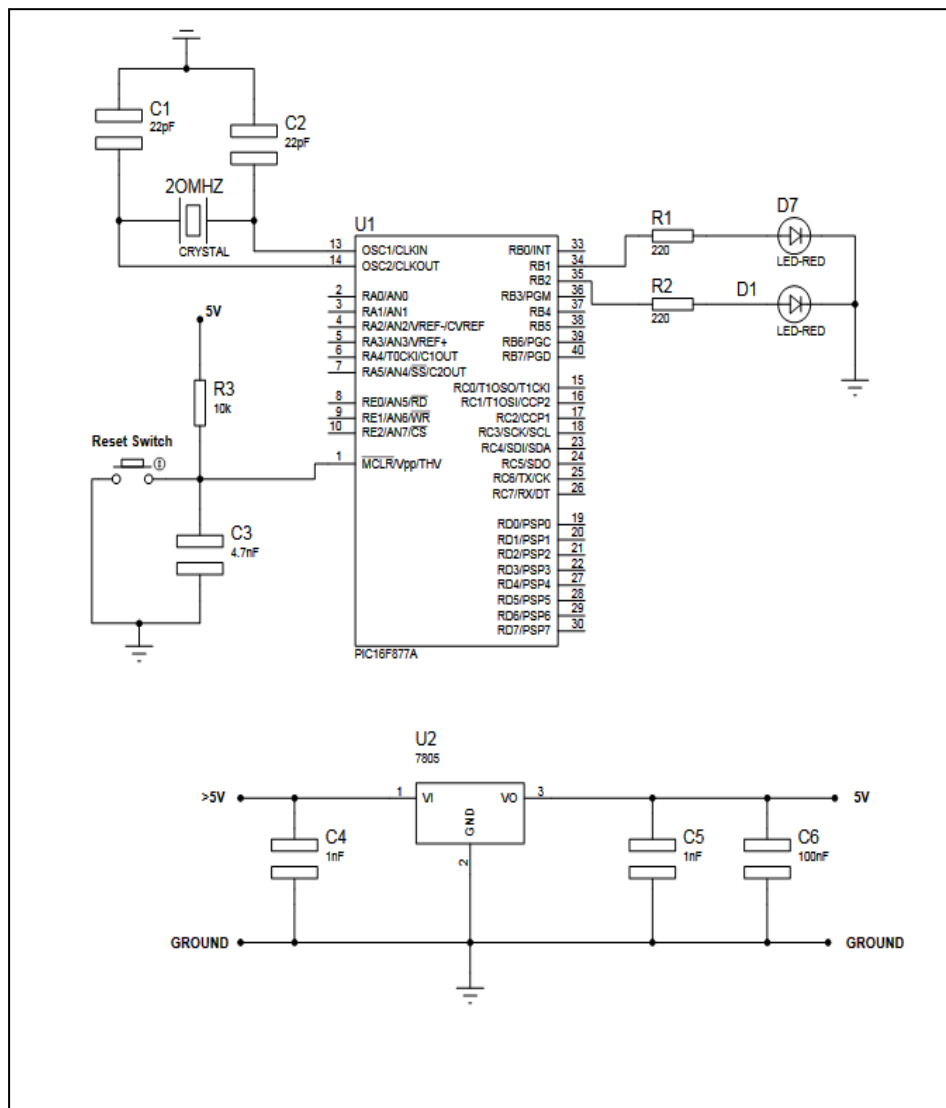 C1
22pF
C2
22pF
2OMHZ
CRYSTAL
U1
13
OSC1/CLKIN
14
OSC2/CLKOUT
2
RA0/AN0
3
RA1/AN1
4
RA2/AN2/VREF-/CVREF
5
RA3/AN3/VREF+
6
RA4/T0CKI/C1OUT
7
RA5/AN4/SS/C2OUT
8
RE0/AN5/RD
9
RE1/AN6/WR
10
RE2/AN7/CS
1
MCLR/Vpp/THV
RB0/INT
33
RB1
34
RB2
35
RB3/PGM
36
RB4
37
RB5
38
RB6/PGC
39
RB7/PGD
40
RC0/T1OSO/T1CKI
15
RC1/T1OSI/CCP2
16
RC2/CCP1
17
RC3/SCK/SCL
18
RC4/SDI/SDA
23
RC5/SDO
24
RC6/TX/CK
25
RC7/RX/DT
26
RD0/PSP0
19
RD1/PSP1
20
RD2/PSP2
21
RD3/PSP3
22
RD4/PSP4
27
RD5/PSP5
28
RD6/PSP6
29
RD7/PSP7
30
PIC16F877A
R1
220
D7
LED-RED
R2
220
D1
LED-RED
5V
R3
10k
Reset Switch
C3
4.7nF
U2
7805
>5V
1
VI
VO
3
5V
GND
2
C4
1nF
C5
1nF
C6
100nF
GROUND
GROUND